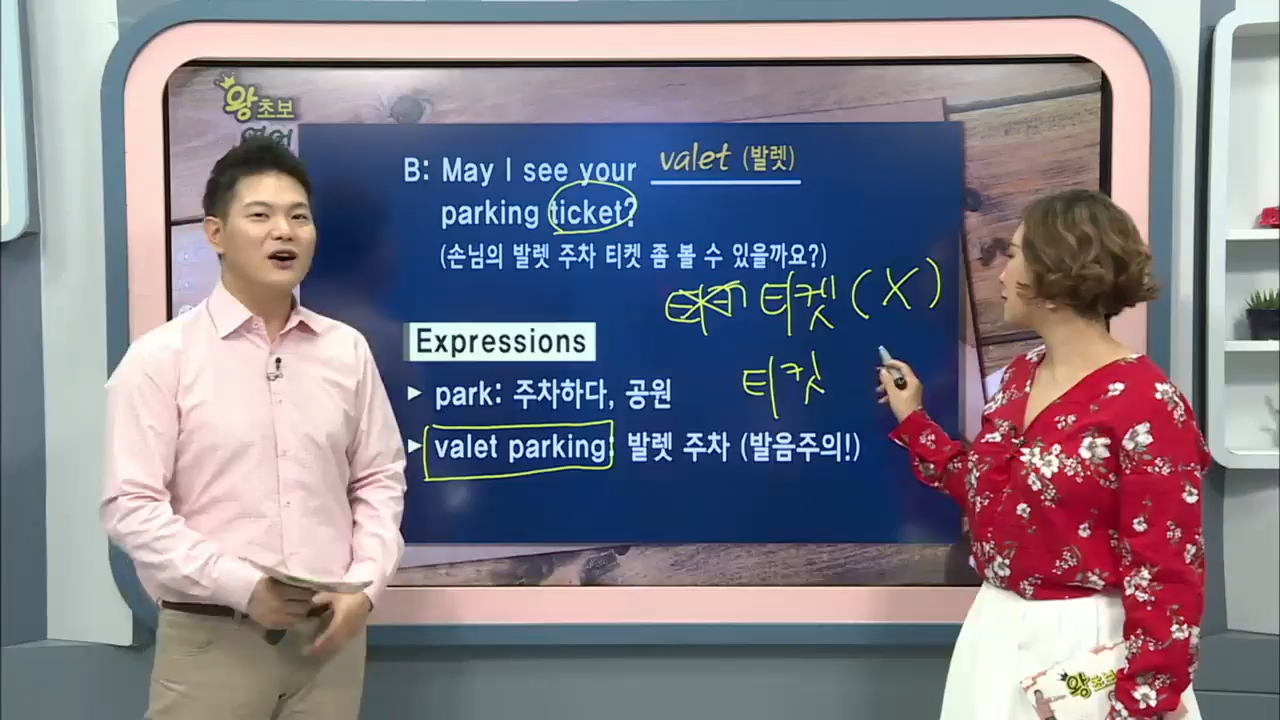 왕초보
영어
B: May I see your valet (발렛)
parking ticket?
(손님의 발렛 주차 티켓 좀 볼 수 있을까요?)
티켓 (X)
Expressions
티킷
▶ park: 주차하다, 공원
▶ valet parking: 발렛 주차 (발음주의!)
왕초보